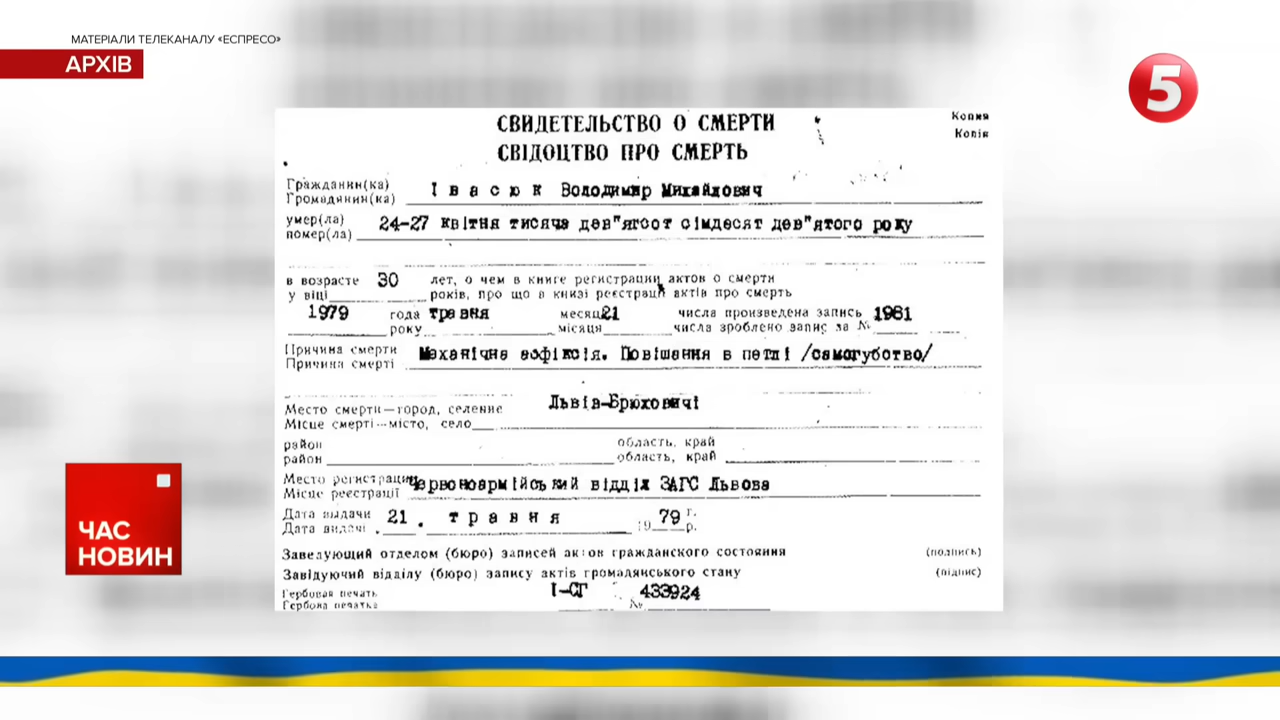 МАТЕРІАЛИ ТЕЛЕКАНАЛУ «ЕСПРЕСО»
АРХІВ
5
СВИДЕТЕЛЬСТВО О СМЕРТИ
СВІДОЦТВО ПРО СМЕРТЬ
Копия
Копія
Гражданин(ка)
Громадянин(ка)
Івасюк Володимир Михайлович
умер(ла)
помер(ла)
24-27 квітня тисяча дев"ятсот сімдесят дев"ятого року
в возрасте 30 лет, о чем в книге регистрации актов о смерти
у віці років, про що в книзі реєстрації актів про смерть
1979 года травня месяца 21 числа произведена запись 1981
року місяця числа зроблено запис за №
Причина смерти
Причина смерті
Механічна асфіксія. Повішання в петлі /самогубство/
Место смерти—город, селение
Місце смерті—місто, село
Львів-Брюховичі
район область, край
район область, край
Место регистрации
Місце реєстрації
Червоноармійський відділ ЗАГС Львова
Дата выдачи
Дата видачі
21. травня 1979 г.
р.
Заведующий отделом (бюро) записей актов гражданского состояния (подпись)
Завідуючий відділу (бюро) запису актів громадянського стану (підпис)
Гербовая печать
Гербова печатка
І-СГ № 433924
ЧАС
НОВИН